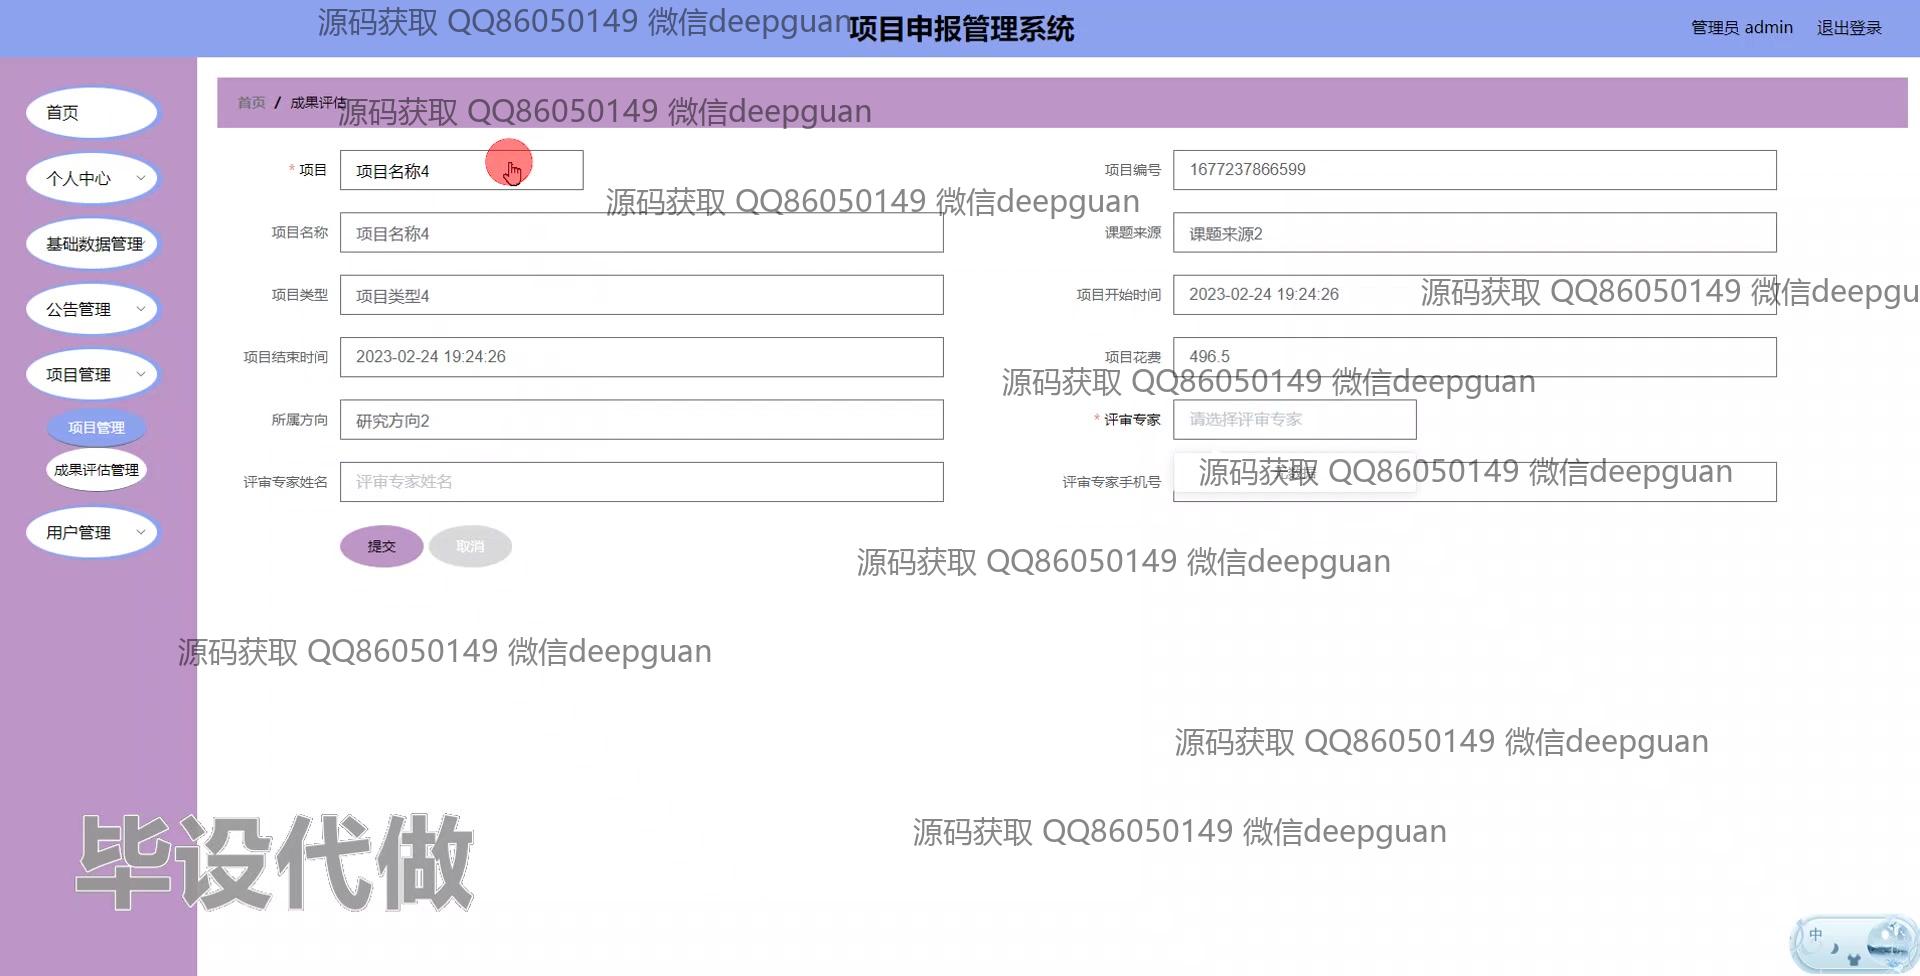 源码获取 QQ86050149 微信deepguan
项目申报管理系统
管理员 admin
退出登录
首页
首页 / 成果评估
源码获取 QQ86050149 微信deepguan
* 项目
项目名称4
项目编号
1677237866599
个人中心
源码获取 QQ86050149 微信deepguan
项目名称
项目名称4
课题来源
课题来源2
基础数据管理
项目类型
项目类型4
项目开始时间
2023-02-24 19:24:26
源码获取 QQ86050149 微信deepgu
公告管理
项目结束时间
2023-02-24 19:24:26
项目花费
496.5
项目管理
源码获取 QQ86050149 微信deepguan
项目管理
所属方向
研究方向2
* 评审专家
请选择评审专家
成果评估管理
评审专家姓名
评审专家姓名
评审专家手机号
无数据
源码获取 QQ86050149 微信deepguan
用户管理
提交
取消
源码获取 QQ86050149 微信deepguan
源码获取 QQ86050149 微信deepguan
源码获取 QQ86050149 微信deepguan
源码获取 QQ86050149 微信deepguan
毕设代做
中